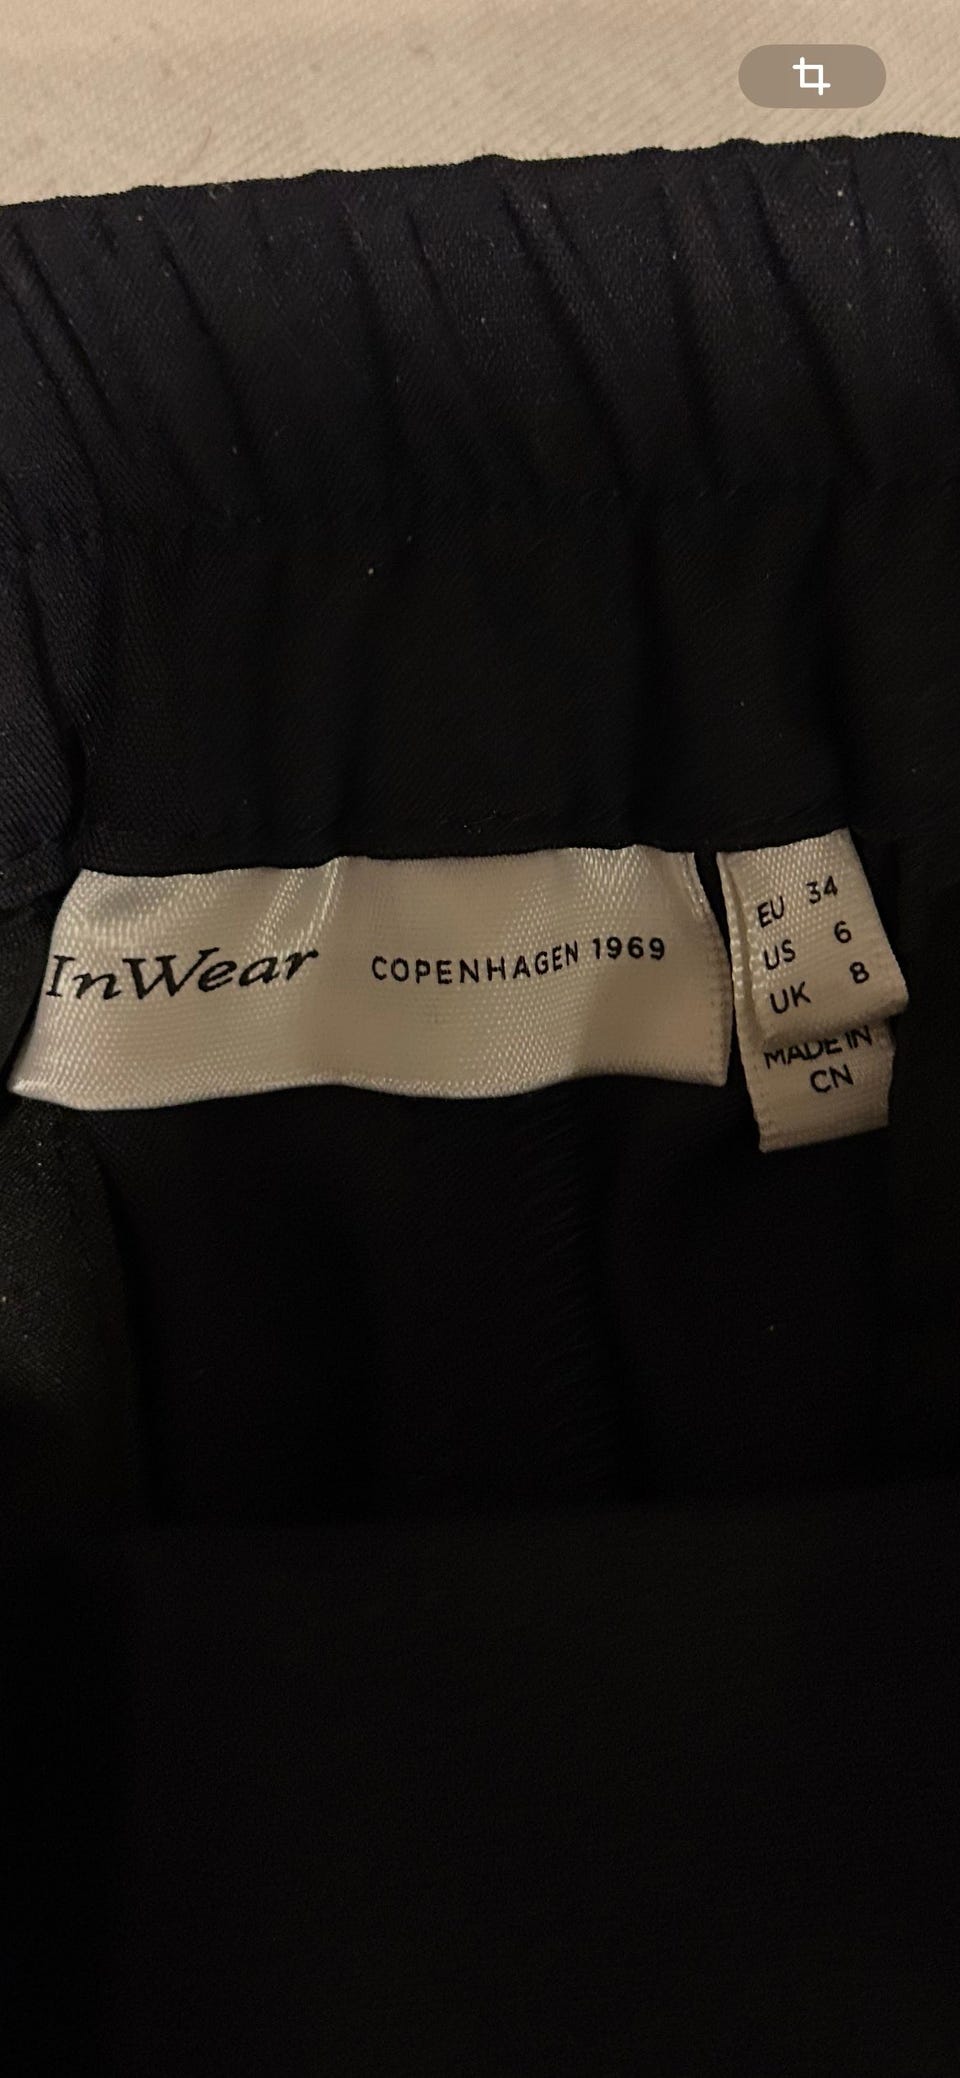 InWear COPENHAGEN 1969
EU 34
US 6
UK 8
MADE IN
CN